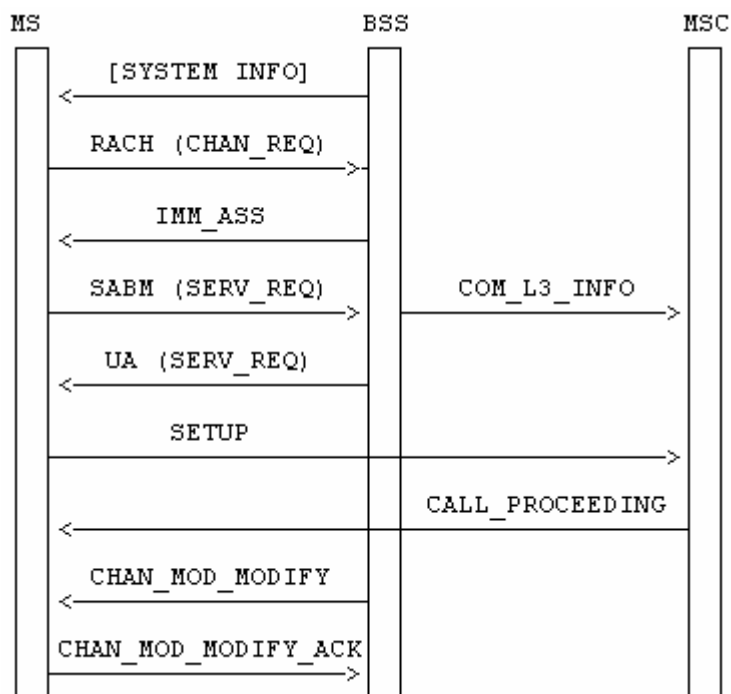 MS BSS MSC
[SYSTEM INFO]
RACH (CHAN_REQ)
IMM_ASS
SABM (SERV_REQ) COM_L3_INFO
UA (SERV_REQ)
SETUP
CALL_PROCEEDING
CHAN_MOD_MODIFY
CHAN_MOD_MODIFY_ACK